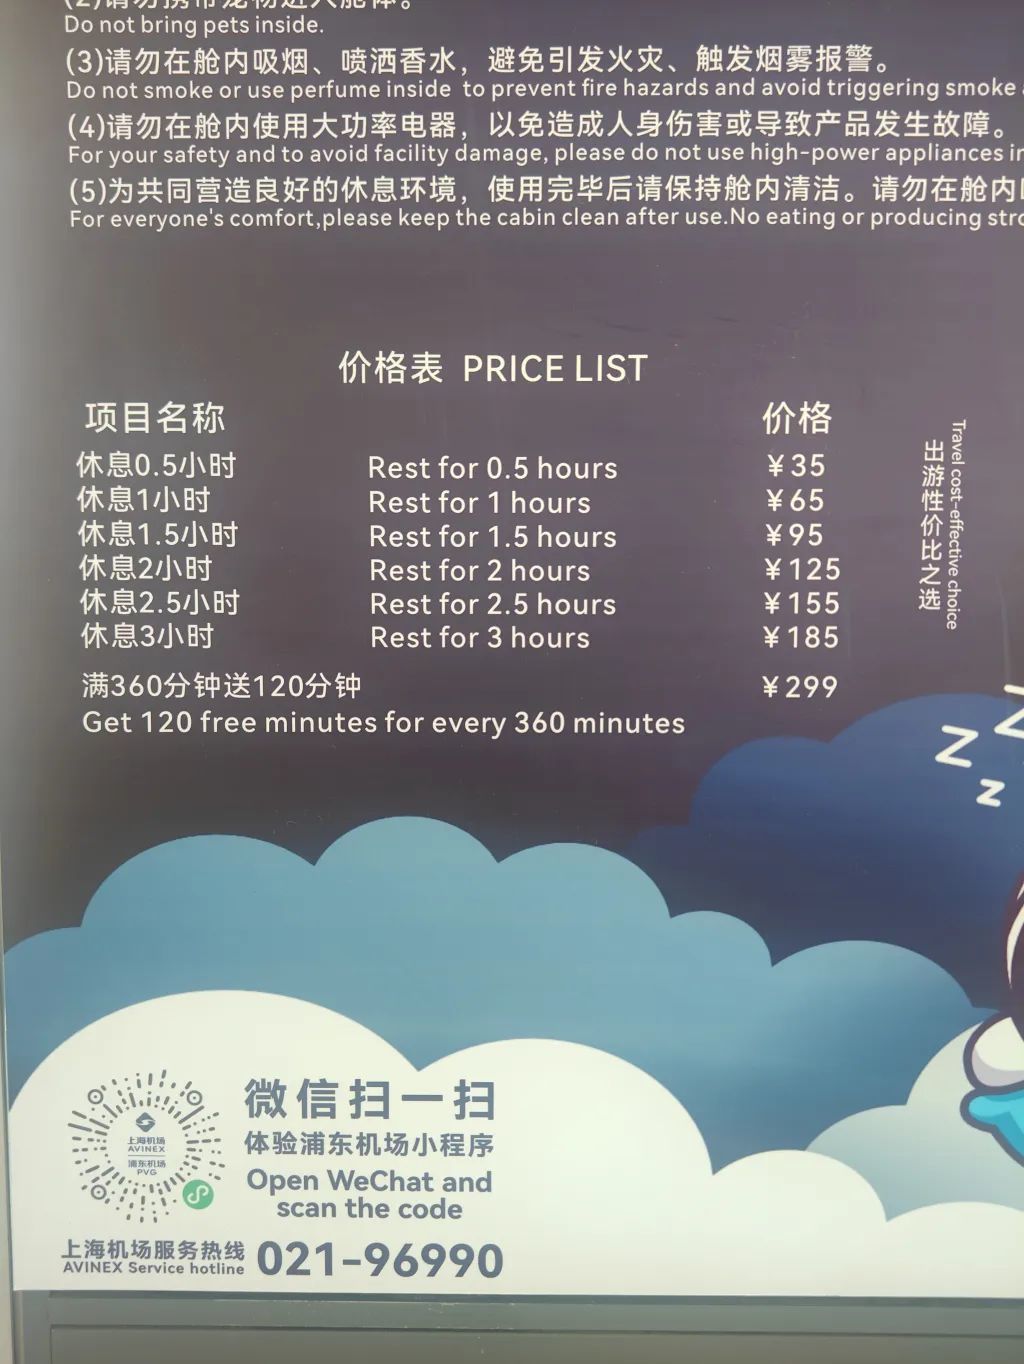 Do not bring pets inside.
(3)请勿在舱内吸烟、喷洒香水，避免引发火灾、触发烟雾报警。
Do not smoke or use perfume inside to prevent fire hazards and avoid triggering smoke
(4)请勿在舱内使用大功率电器，以免造成人身伤害或导致产品发生故障。
For your safety and to avoid facility damage, please do not use high-power appliances
(5)为共同营造良好的休息环境，使用完毕后请保持舱内清洁。请勿在舱内
For everyone's comfort,please keep the cabin clean after use.No eating or producing
价格表 PRICE LIST
项目名称 价格
休息0.5小时 Rest for 0.5 hours ¥35
休息1小时 Rest for 1 hours ¥65
休息1.5小时 Rest for 1.5 hours ¥95
休息2小时 Rest for 2 hours ¥125
休息2.5小时 Rest for 2.5 hours ¥155
休息3小时 Rest for 3 hours ¥185
满360分钟送120分钟 ¥299
Get 120 free minutes for every 360 minutes
出游性价比之选
Travel cost-effective choice
Z
Z
z
上海机场
AVINEX
浦东机场
PVG
微信扫一扫
体验浦东机场小程序
Open WeChat and
scan the code
上海机场服务热线
AVINEX Service hotline
021-96990